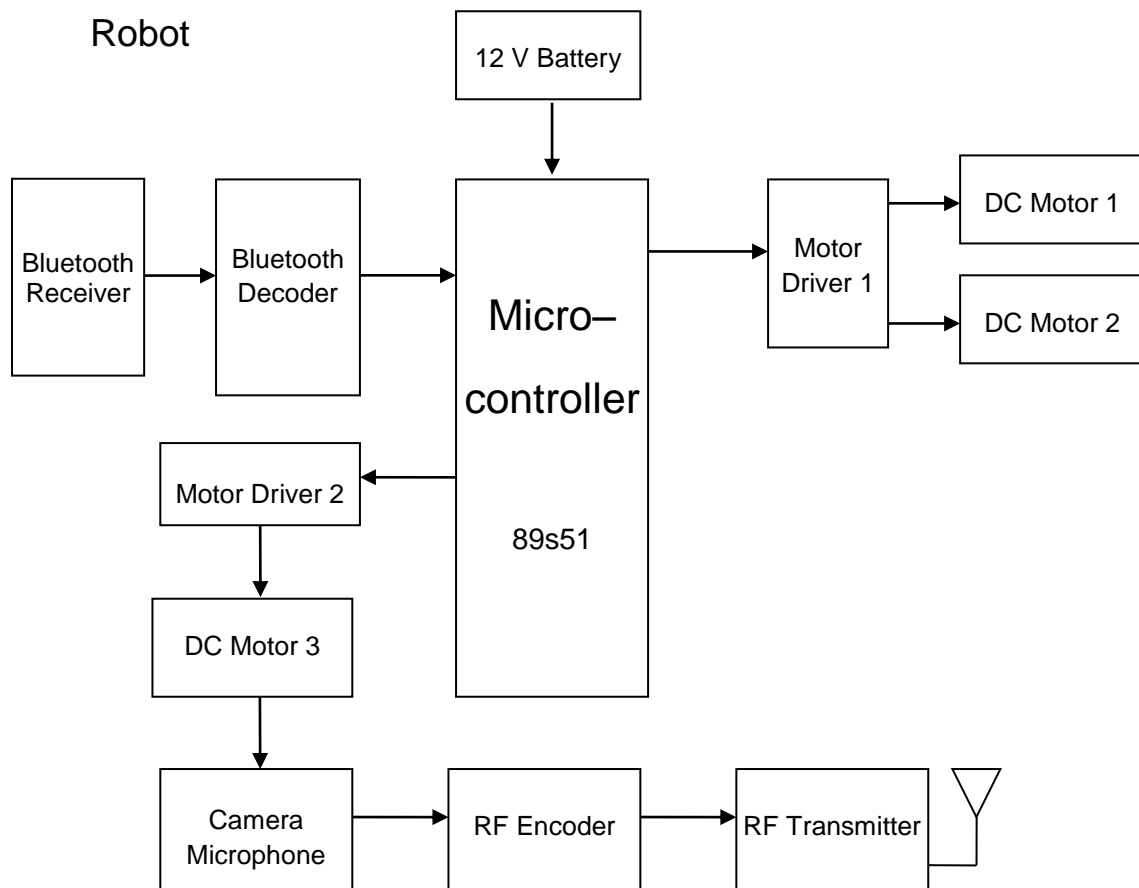 Robot
12 V Battery
Bluetooth
Receiver
Bluetooth
Decoder
Micro–
controller
89s51
Motor
Driver 1
DC Motor 1
DC Motor 2
Motor Driver 2
DC Motor 3
Camera
Microphone
RF Encoder
RF Transmitter